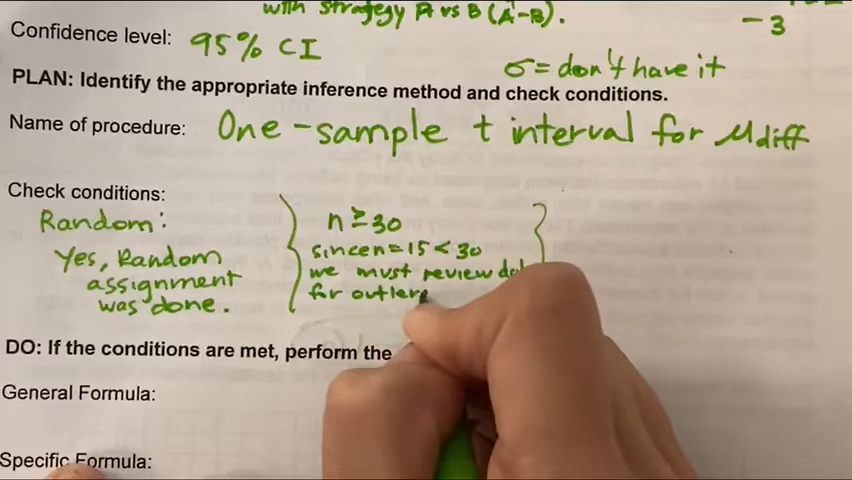 with strategy A vs B (A-B).
-3
Confidence level: 95% CI
σ = don't have it
PLAN: Identify the appropriate inference method and check conditions.
Name of procedure: One-sample t interval for μdiff
Check conditions:
Random:
Yes, Random
assignment
was done.
n ≥ 30
since n = 15 < 30
we must review
for outlers
DO: If the conditions are met, perform the
General Formula:
Specific Formula: